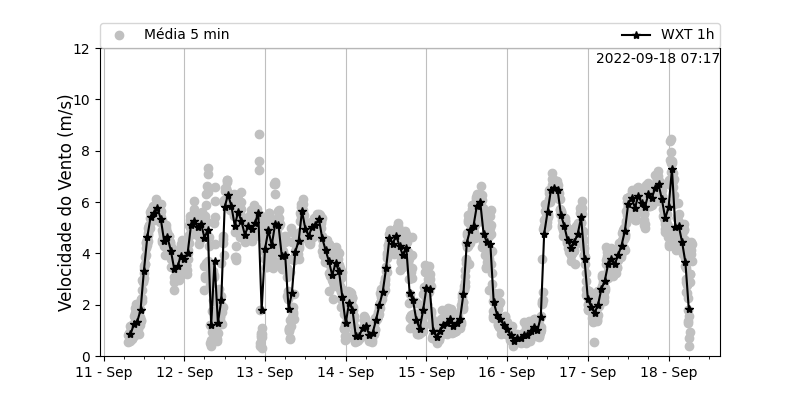 Média 5 min
WXT 1h
2022-09-18 07:17
Velocidade do Vento (m/s)
12
10
8
6
4
2
0
11 - Sep
12 - Sep
13 - Sep
14 - Sep
15 - Sep
16 - Sep
17 - Sep
18 - Sep